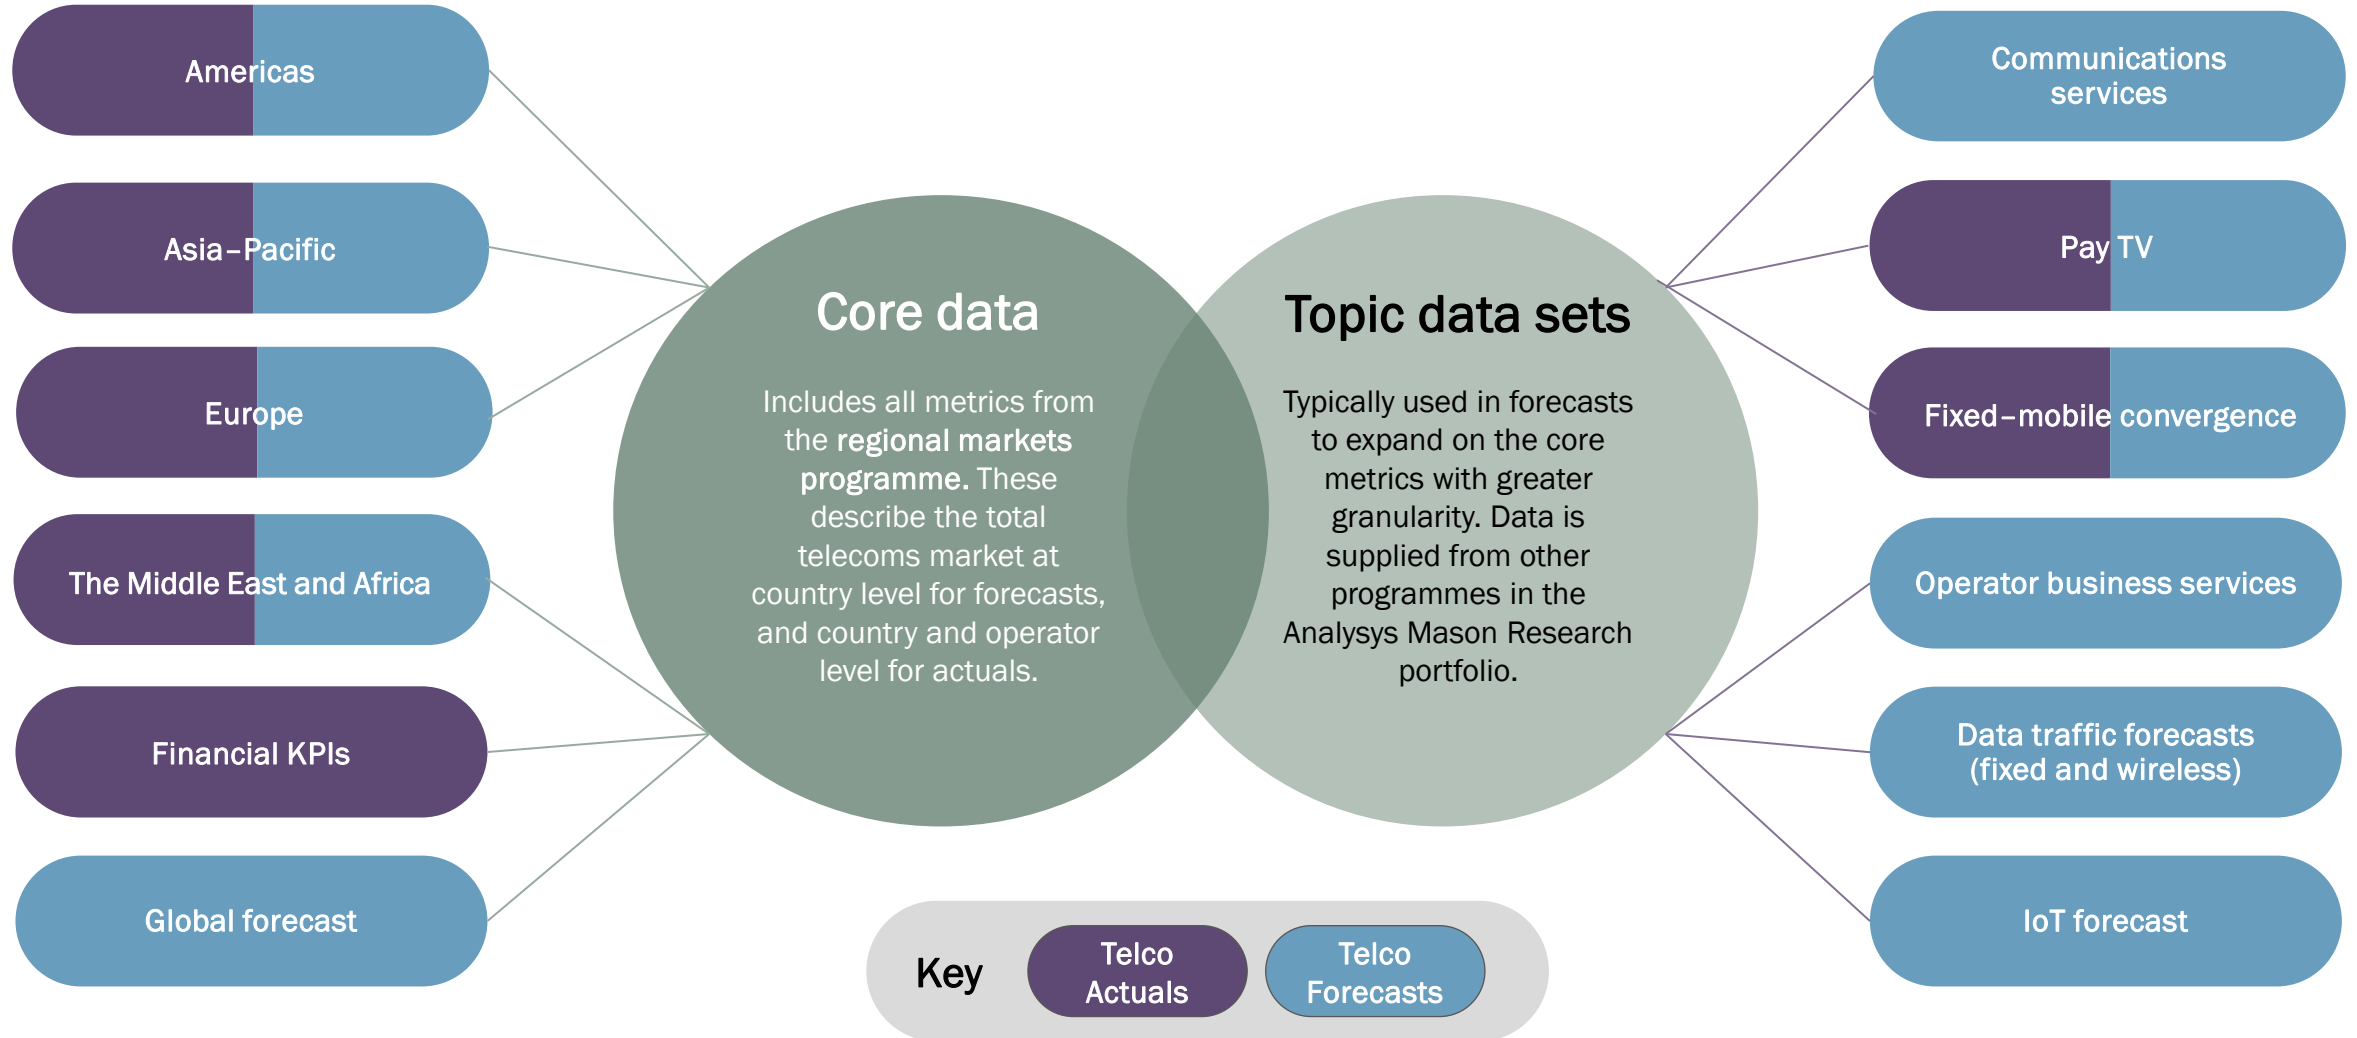 Americas
Asia–Pacific
Europe
The Middle East and Africa
Financial KPIs
Global forecast
Core data
Includes all metrics from
the regional markets
programme. These
describe the total
telecoms market at
country level for forecasts,
and country and operator
level for actuals.
Topic data sets
Typically used in forecasts
to expand on the core
metrics with greater
granularity. Data is
supplied from other
programmes in the
Analysys Mason Research
portfolio.
Communications
services
Pay TV
Fixed–mobile convergence
Operator business services
Data traffic forecasts
(fixed and wireless)
IoT forecast
Key
Telco
Actuals
Telco
Forecasts